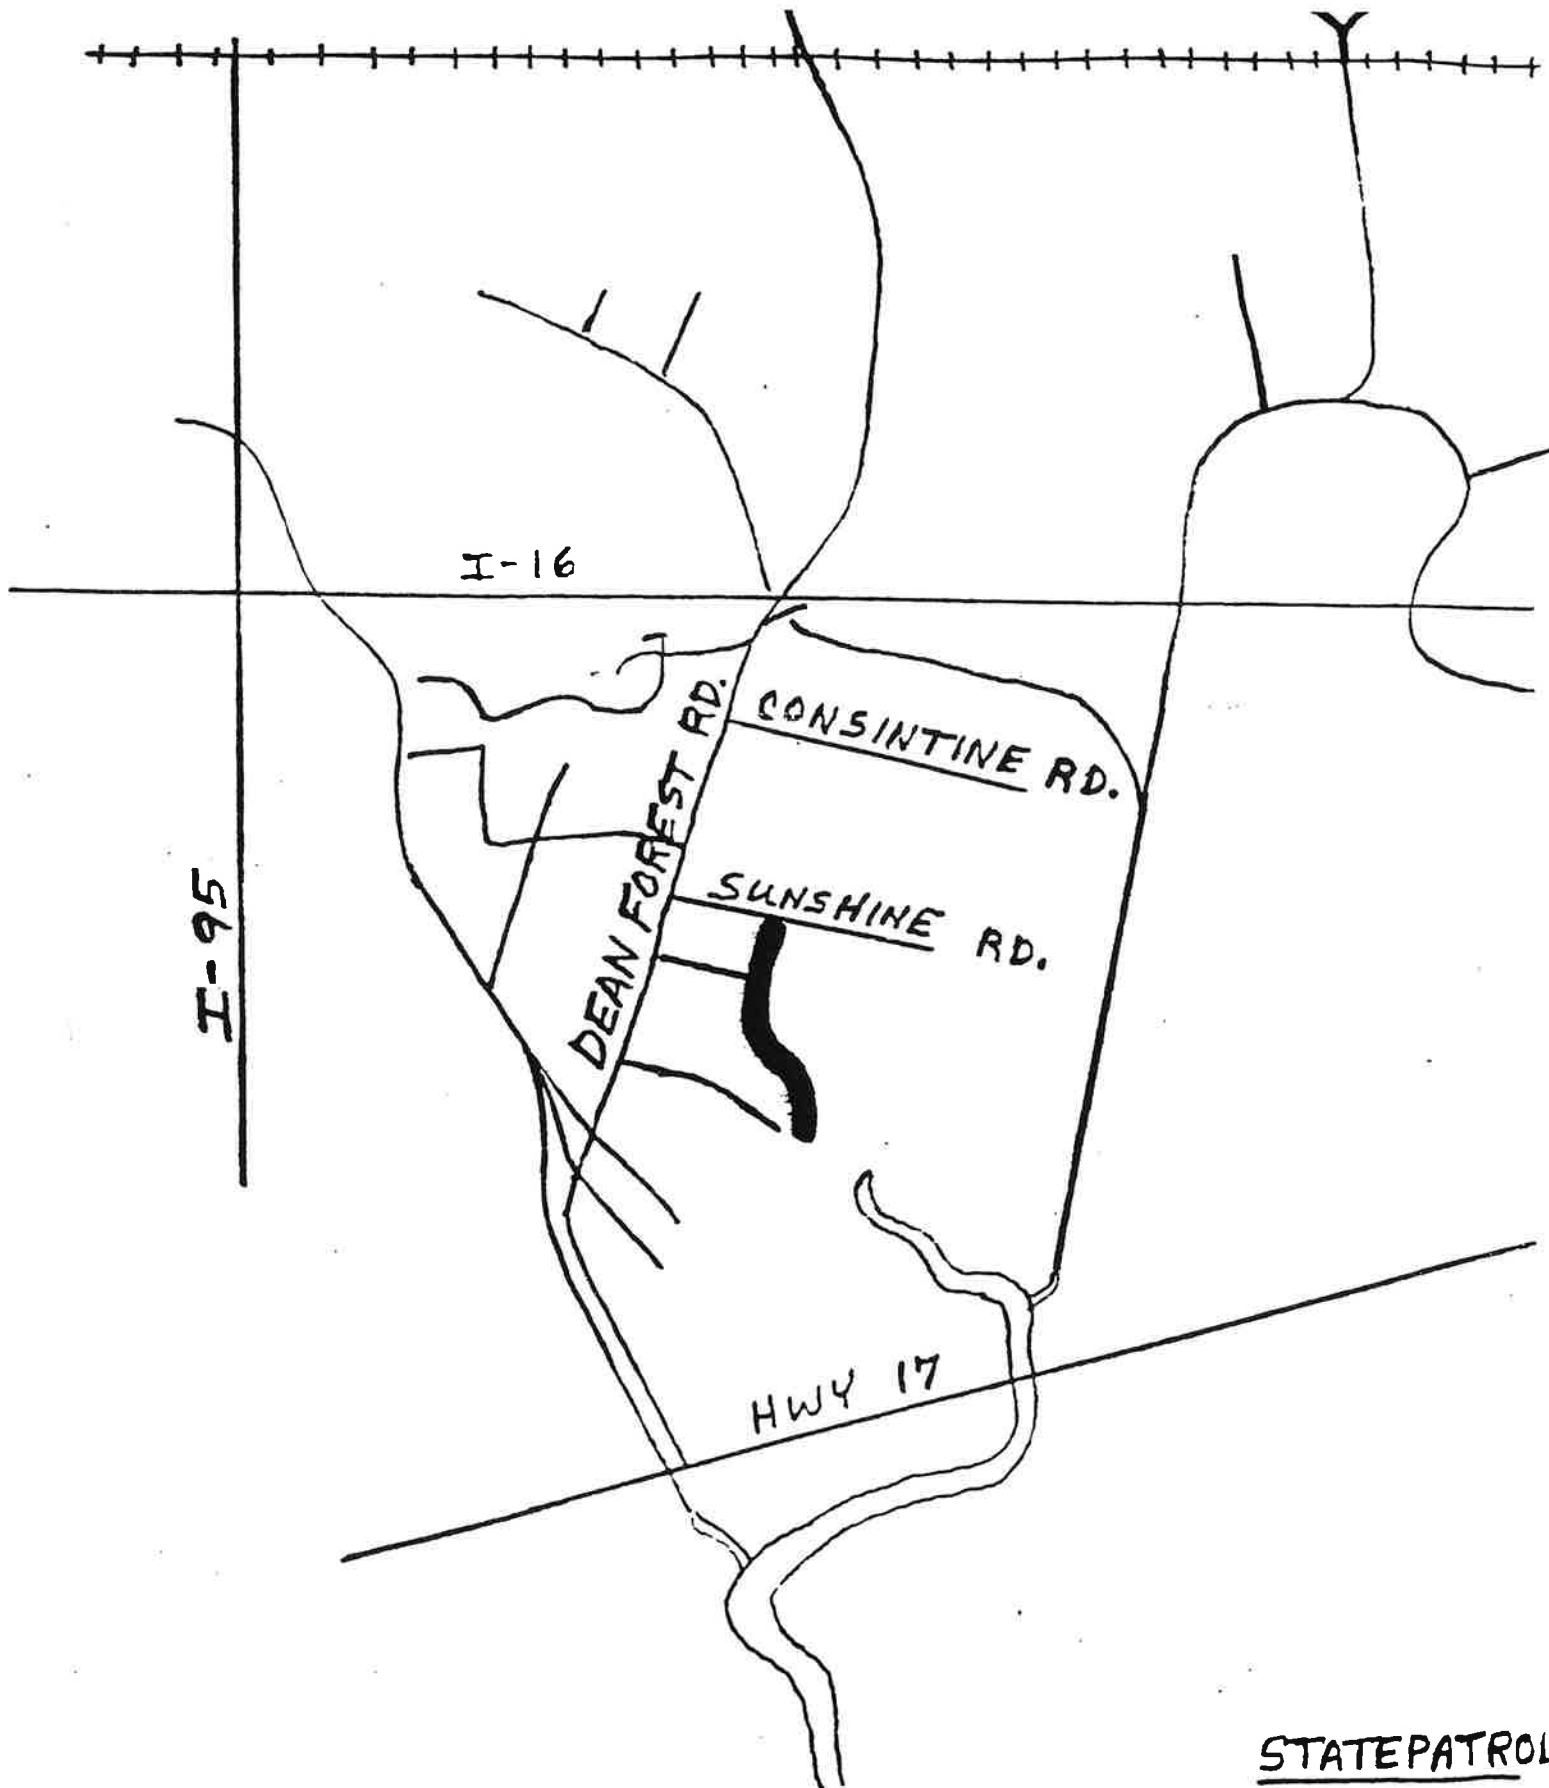 I-16
CONSINTINE RD.
DEAN FOREST RD.
SUNSHINE RD.
I-95
HWY 17
STATEPATROL